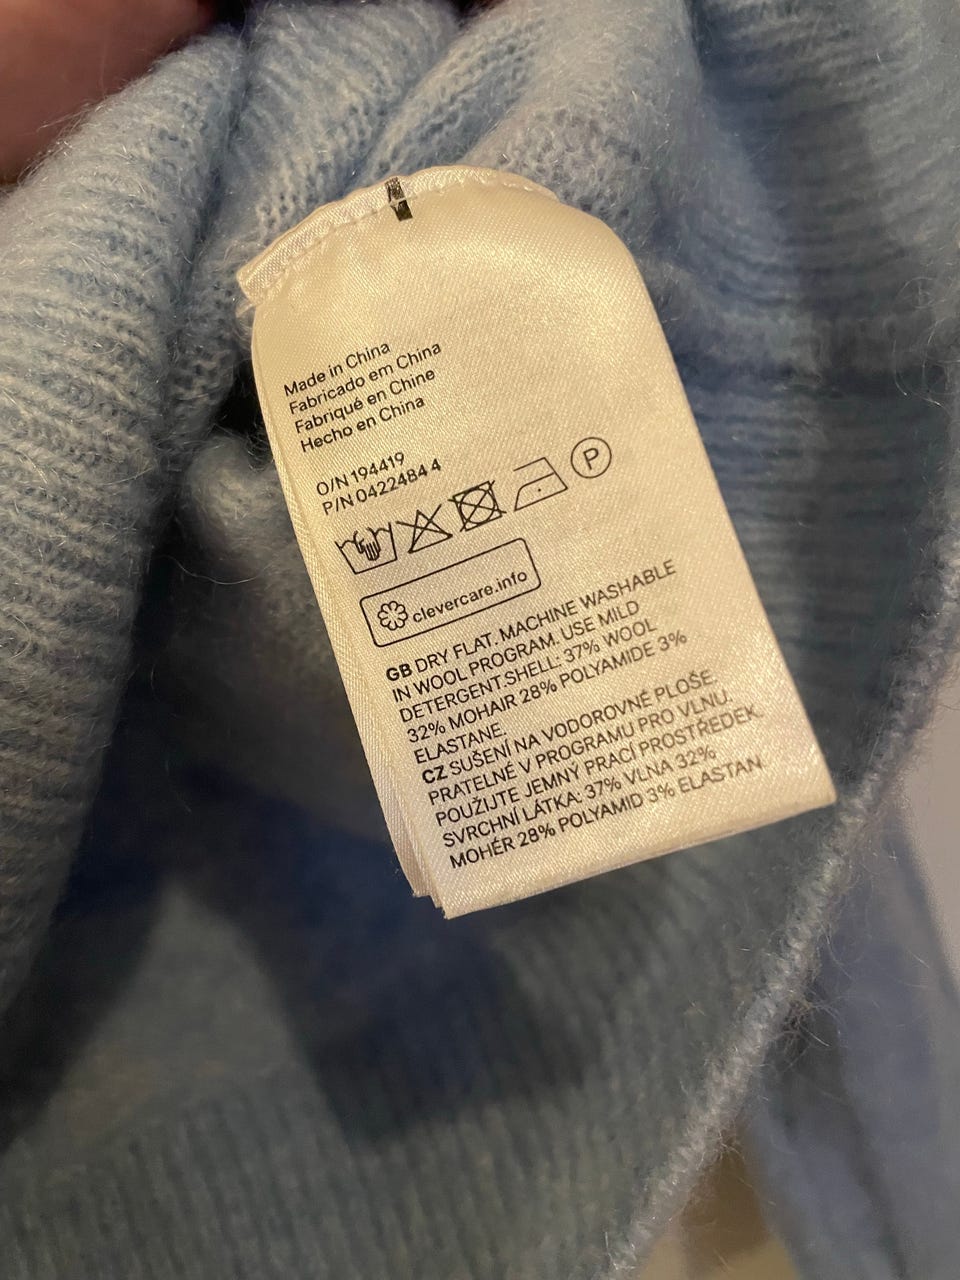 Made in China
Fabricado em China
Fabriqué en Chine
Hecho en China
O/N 194419
P/N 0422484 4
P
clevercare.info
GB DRY FLAT. MACHINE WASHABLE
IN WOOL PROGRAM. USE MILD
DETERGENT.SHELL: 37% WOOL
32% MOHAIR 28% POLYAMIDE 3%
ELASTANE.
CZ SUŠENÍ NA VODOROVNÉ PLOŠE.
PRATELNÉ V PROGRAMU PRO VLNU.
POUŽIJTE JEMNÝ PRACÍ PROSTŘEDEK.
SVRCHNÍ LÁTKA: 37% VLNA 32%
MOHÉR 28% POLYAMID 3% ELASTAN.